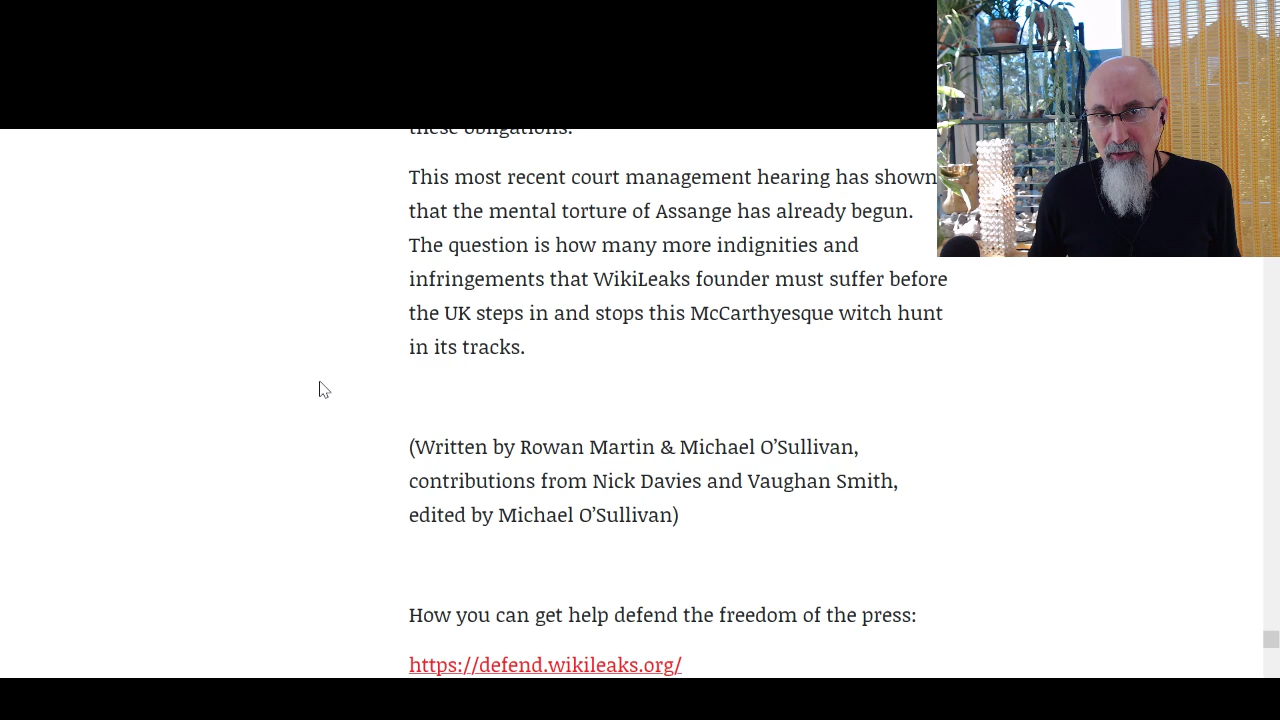 these obligations.
This most recent court management hearing has shown
that the mental torture of Assange has already begun.
The question is how many more indignities and
infringements that WikiLeaks founder must suffer before
the UK steps in and stops this McCarthyesque witch hunt
in its tracks.
(Written by Rowan Martin & Michael O’Sullivan,
contributions from Nick Davies and Vaughan Smith,
edited by Michael O’Sullivan)
How you can get help defend the freedom of the press:
https://defend.wikileaks.org/